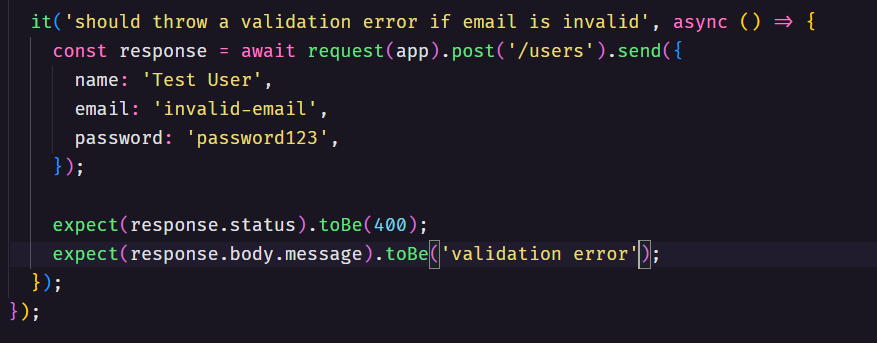 it('should throw a validation error if email is invalid', async () => {
const response = await request(app).post('/users').send({
name: 'Test User',
email: 'invalid-email',
password: 'password123',
});
expect(response.status).toBe(400);
expect(response.body.message).toBe('validation error');
});
});